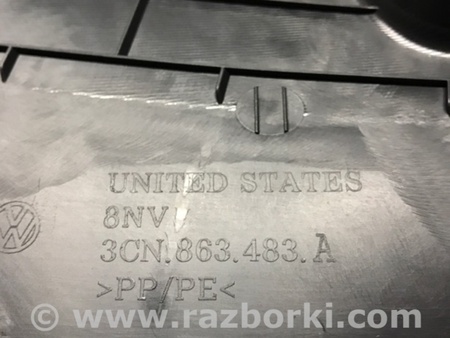 UNITED STATES
8NV
3CN.863.483.A
>PP/PE<
© www.razborki.com